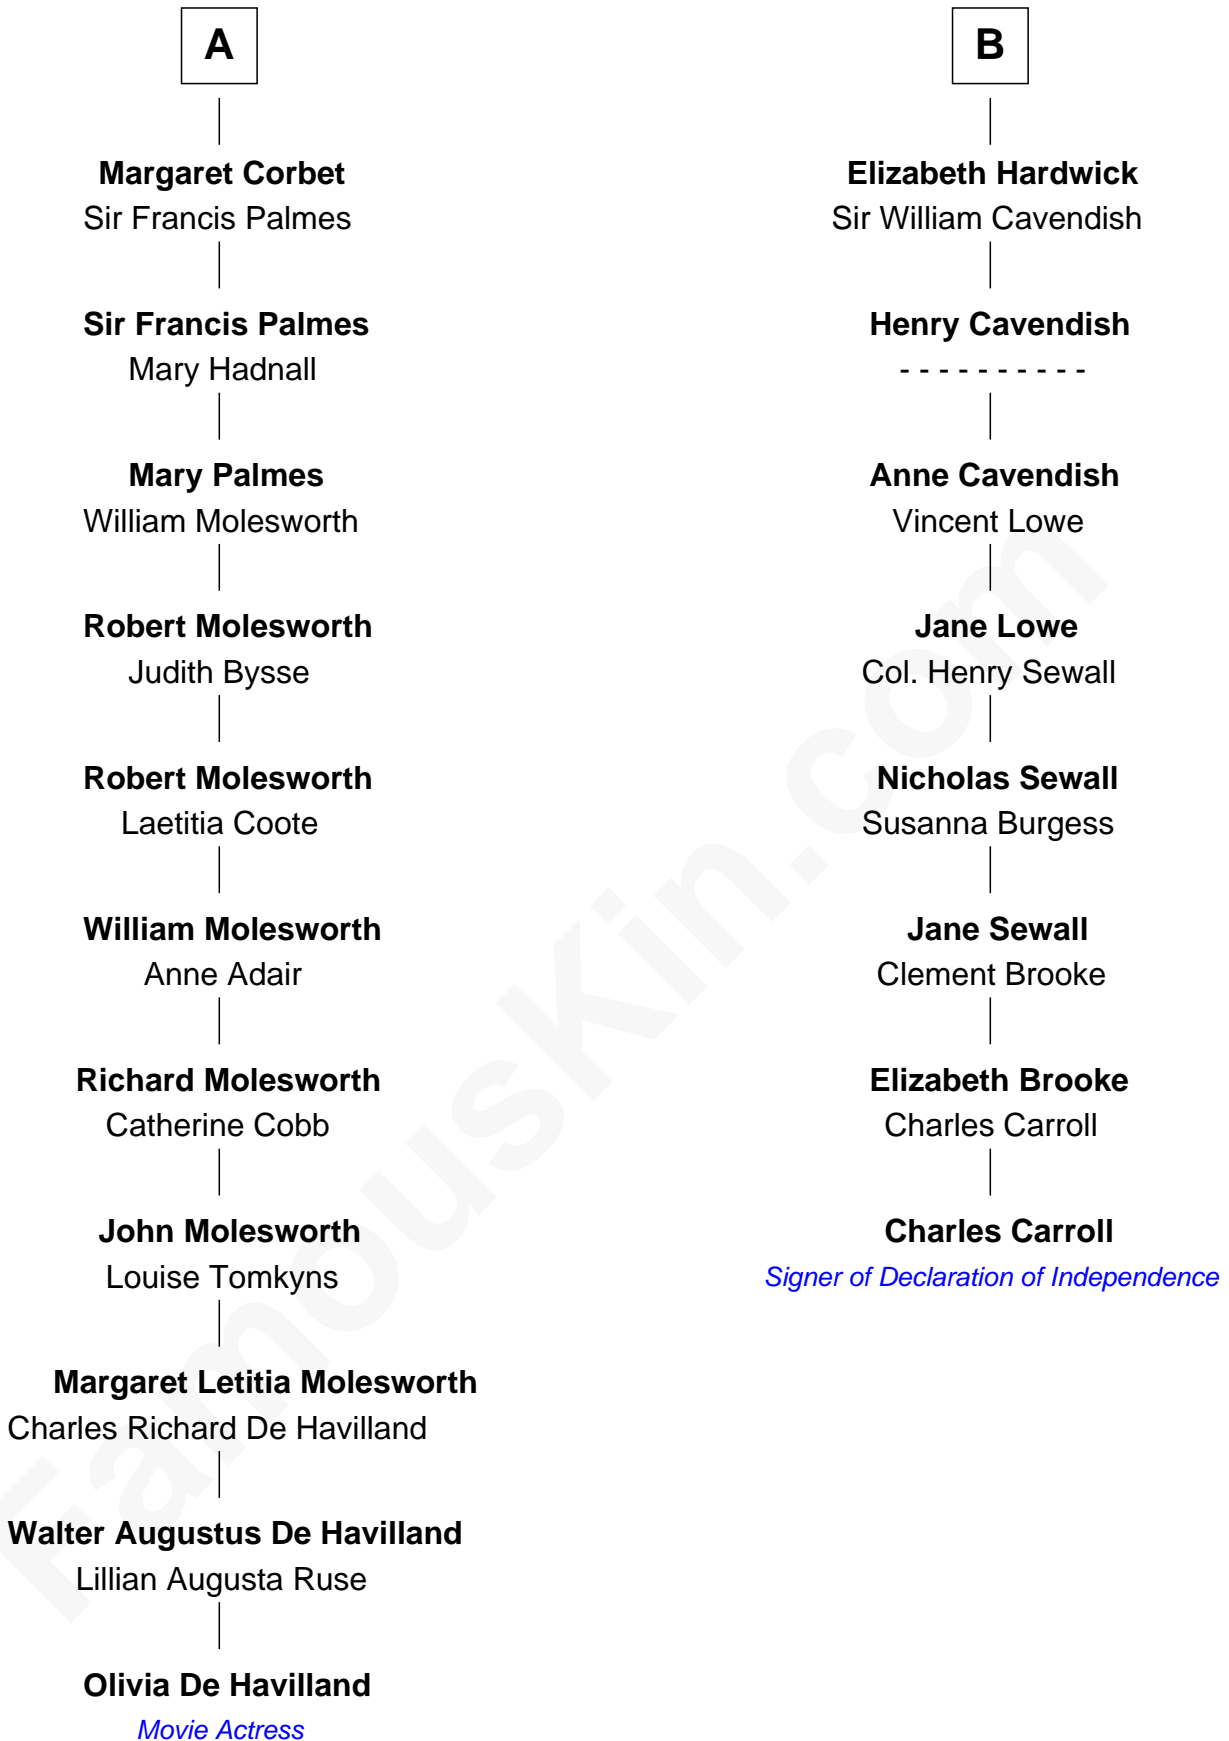 A
Margaret Corbet
Sir Francis Palmes
Sir Francis Palmes
Mary Hadnall
Mary Palmes
William Molesworth
Robert Molesworth
Judith Bysse
Robert Molesworth
Laetitia Coote
William Molesworth
Anne Adair
Richard Molesworth
Catherine Cobb
John Molesworth
Louise Tomkyns
Margaret Letitia Molesworth
Charles Richard De Havilland
Walter Augustus De Havilland
Lillian Augusta Ruse
Olivia De Havilland
Movie Actress
B
Elizabeth Hardwick
Sir William Cavendish
Henry Cavendish
- - - - - - - - - -
Anne Cavendish
Vincent Lowe
Jane Lowe
Col. Henry Sewall
Nicholas Sewall
Susanna Burgess
Jane Sewall
Clement Brooke
Elizabeth Brooke
Charles Carroll
Charles Carroll
Signer of Declaration of Independence
FamousKin.com